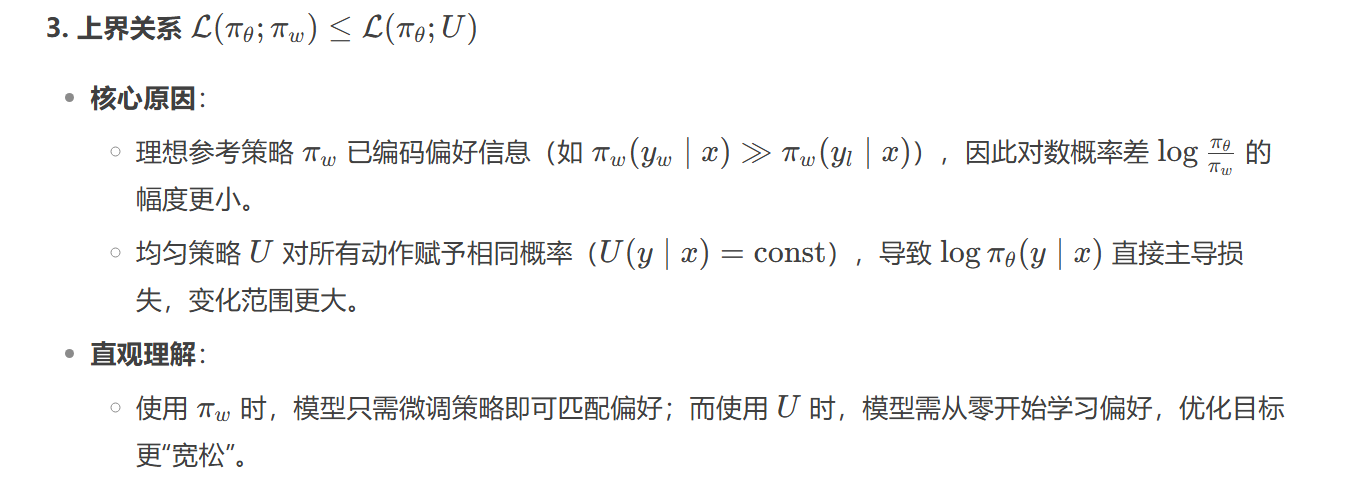 3. 上界关系 $\mathcal{L}(\pi_\theta; \pi_w) \leq \mathcal{L}(\pi_\theta; U)$
• 核心原因：
○ 理想参考策略 $\pi_w$ 已编码偏好信息（如 $\pi_w(y_w \mid x) \gg \pi_w(y_l \mid x)$），因此对数概率差 $\log \frac{\pi_\theta}{\pi_w}$ 的
幅度更小。
○ 均匀策略 $U$ 对所有动作赋予相同概率（$U(y \mid x) = \text{const}$），导致 $\log \pi_\theta(y \mid x)$ 直接主导损
失，变化范围更大。
• 直观理解：
○ 使用 $\pi_w$ 时，模型只需微调策略即可匹配偏好；而使用 $U$ 时，模型需从零开始学习偏好，优化目标
更“宽松”。